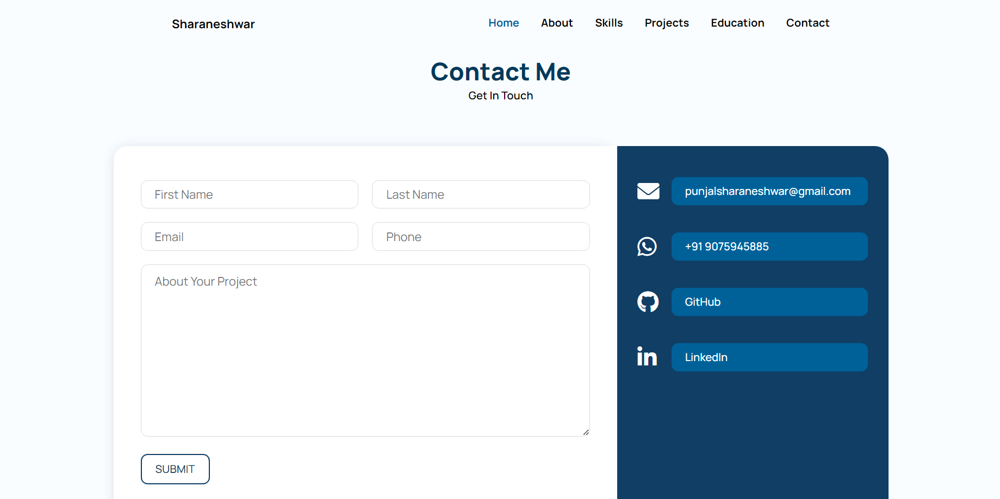 Sharaneshwar
Home About Skills Projects Education Contact
Contact Me
Get In Touch
First Name Last Name
Email Phone
About Your Project
SUBMIT
punjalsharaneshwar@gmail.com
+91 9075945885
GitHub
LinkedIn